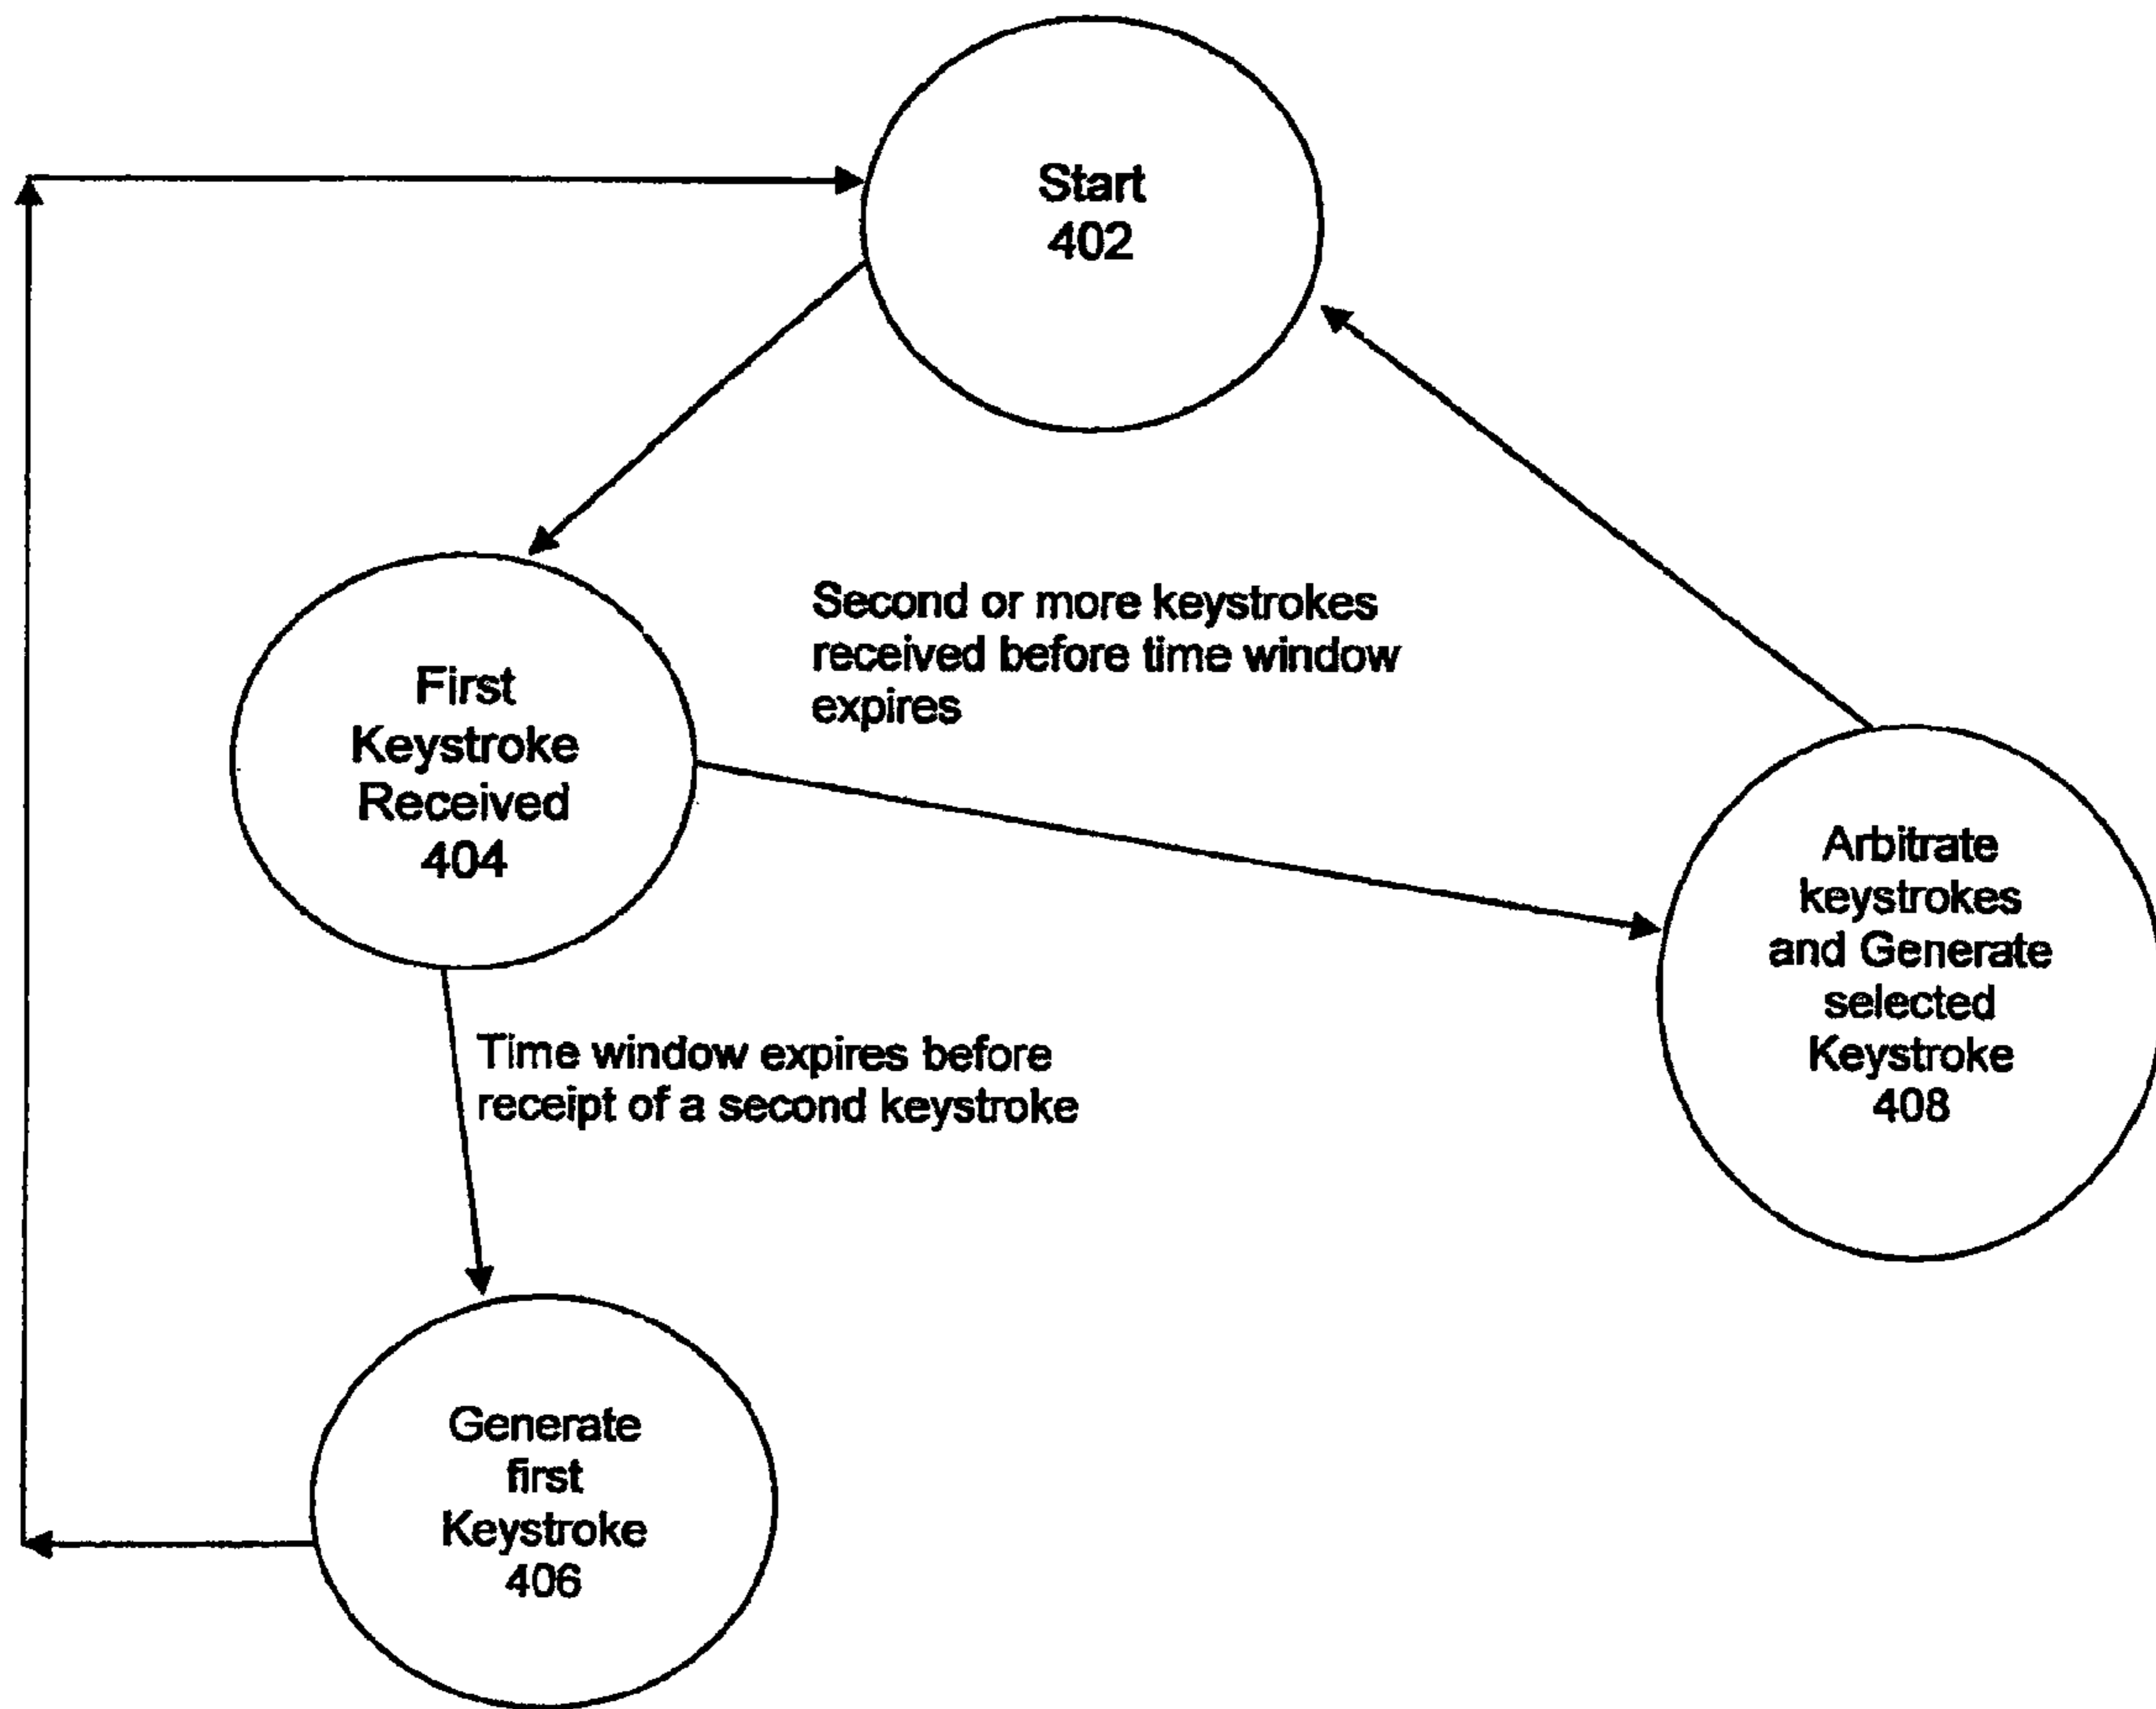 Start
402
Second or more keystrokes
received before time window
expires
First
Keystroke
Received
404
Arbitrate
keystrokes
and Generate
selected
Keystroke
408
Time window expires before
receipt of a second keystroke
Generate
first
Keystroke
406